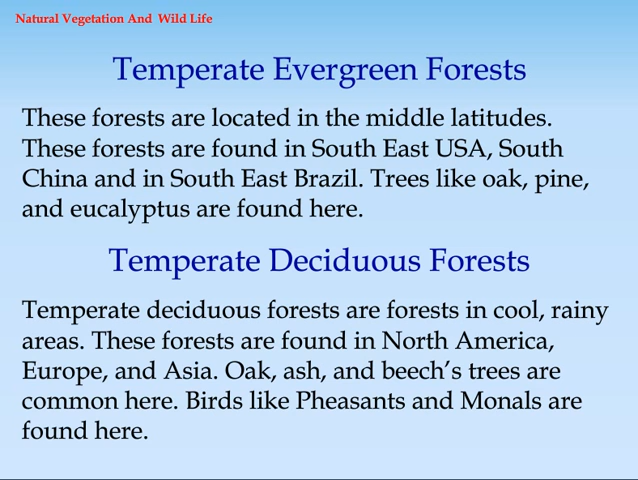 Natural Vegetation And Wild Life
Temperate Evergreen Forests
These forests are located in the middle latitudes.
These forests are found in South East USA, South
China and in South East Brazil. Trees like oak, pine,
and eucalyptus are found here.
Temperate Deciduous Forests
Temperate deciduous forests are forests in cool, rainy
areas. These forests are found in North America,
Europe, and Asia. Oak, ash, and beech’s trees are
common here. Birds like Pheasants and Monals are
found here.